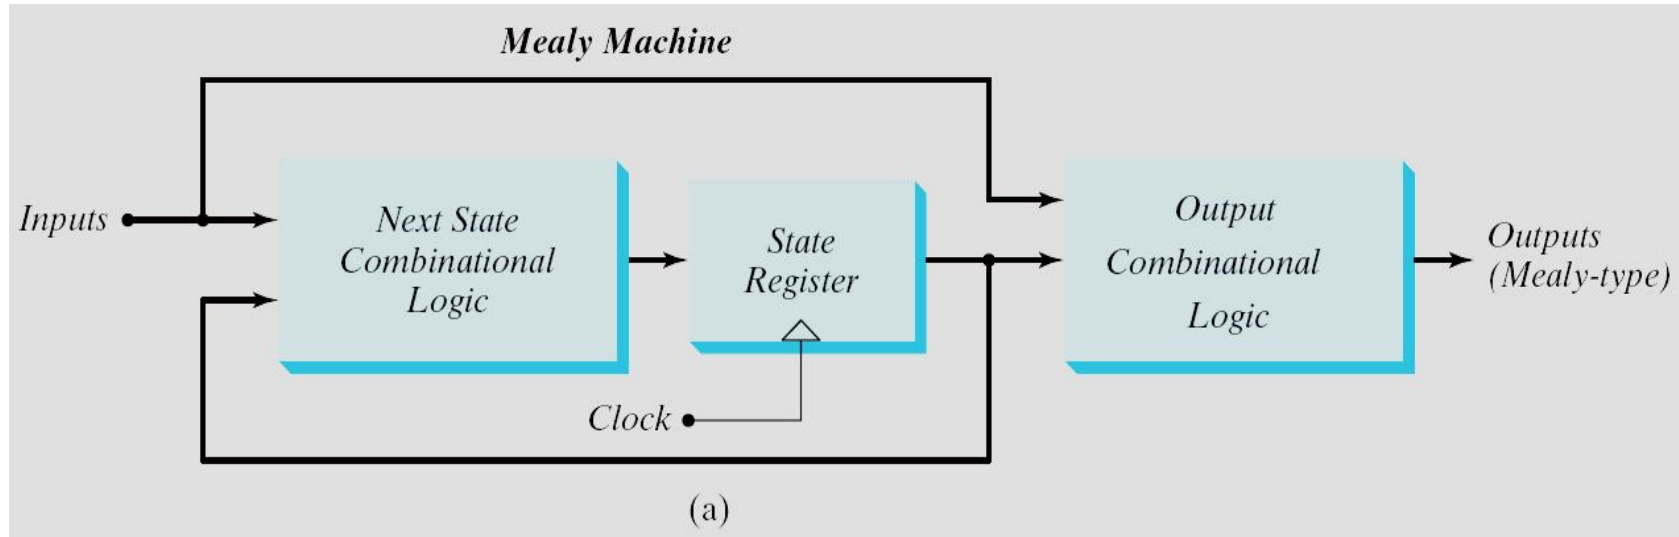 Mealy Machine
Inputs
Next State
Combinational
Logic
State
Register
Output
Combinational
Logic
Outputs
(Mealy-type)
Clock
(a)